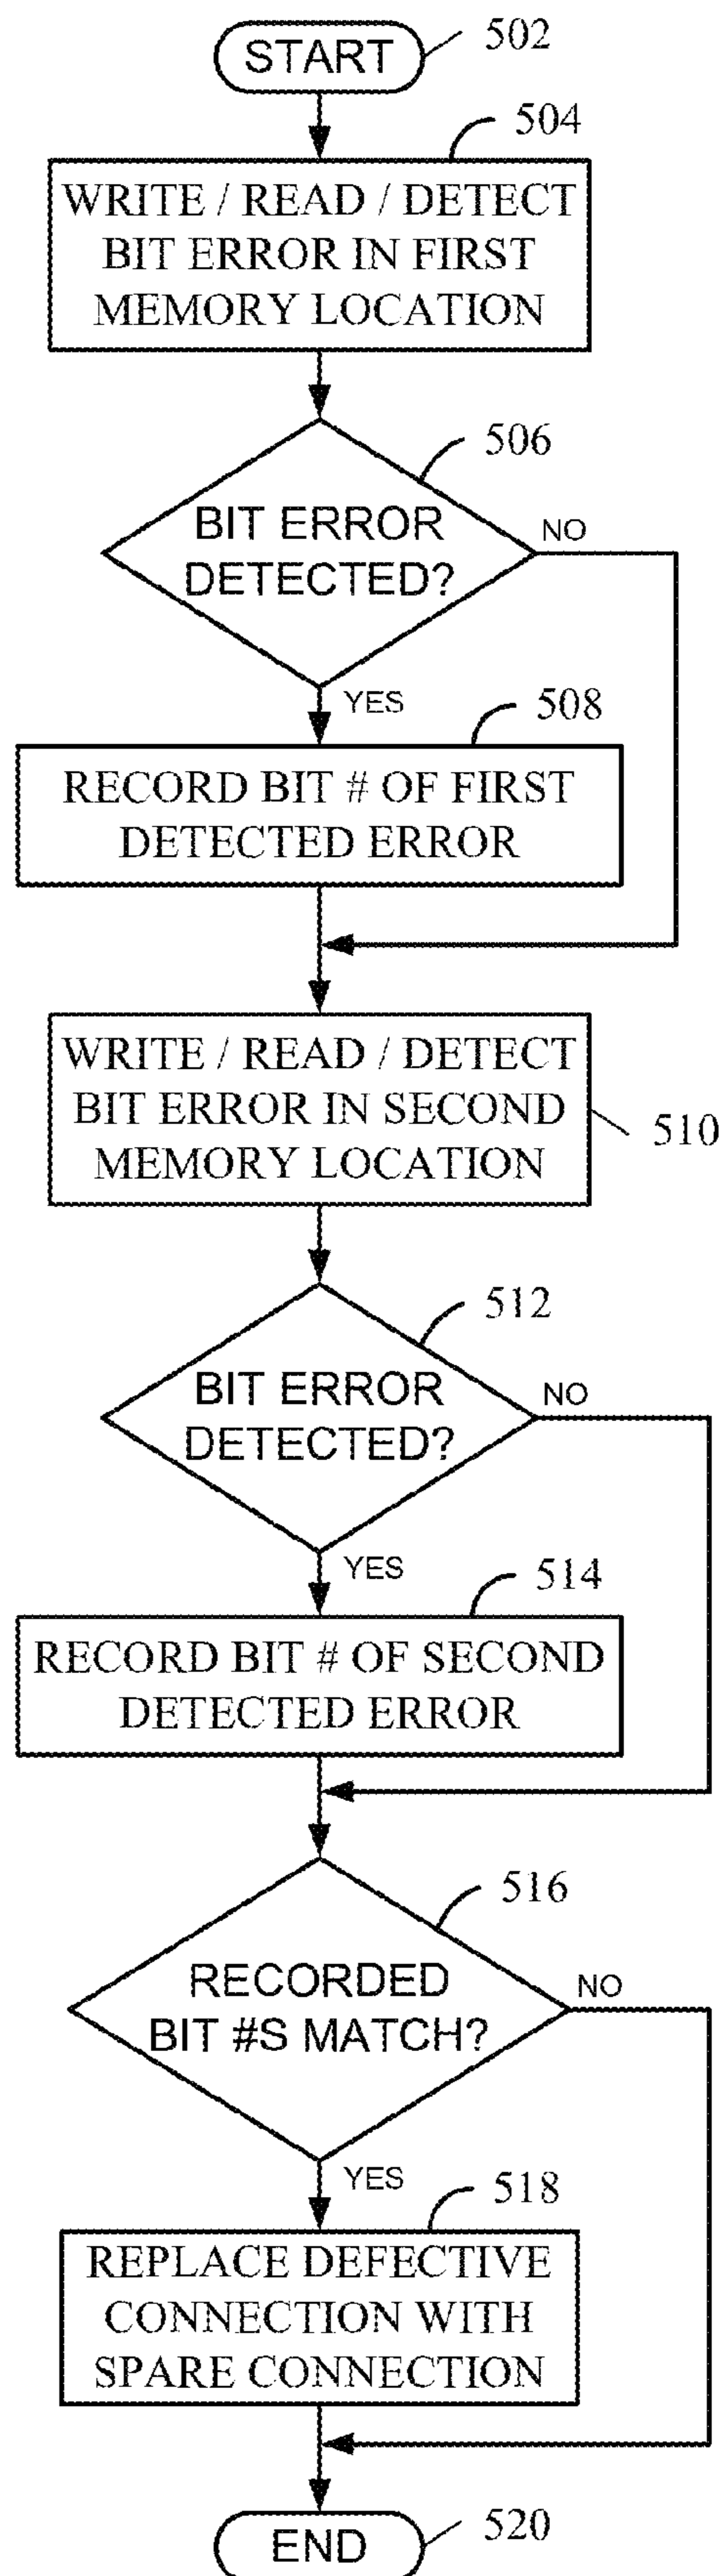 START
502
504
WRITE / READ / DETECT
BIT ERROR IN FIRST
MEMORY LOCATION
506
BIT ERROR
DETECTED?
NO
YES
508
RECORD BIT # OF FIRST
DETECTED ERROR
WRITE / READ / DETECT
BIT ERROR IN SECOND
MEMORY LOCATION
510
512
BIT ERROR
DETECTED?
NO
YES
514
RECORD BIT # OF SECOND
DETECTED ERROR
516
RECORDED
BIT #S MATCH?
NO
YES
518
REPLACE DEFECTIVE
CONNECTION WITH
SPARE CONNECTION
END
520